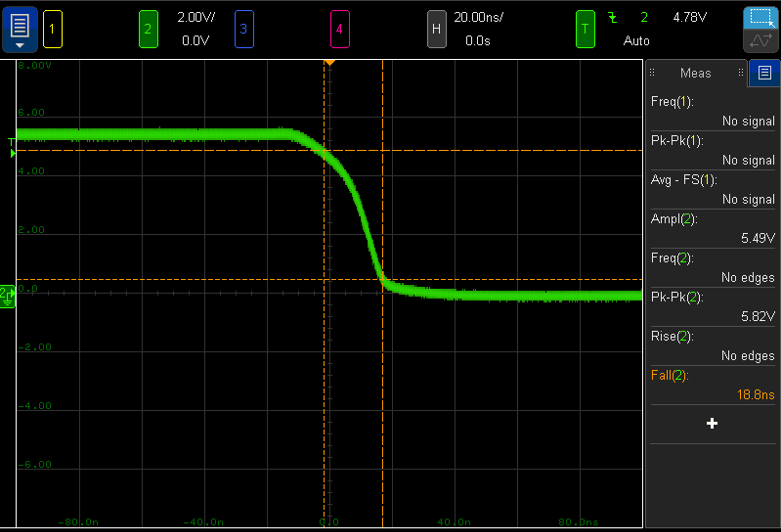 1
2
2.00V/
0.0V
3
4
H
20.00ns/
0.0s
T
2
4.78V
Auto
Meas
Freq(1):
No signal
Pk-Pk(1):
No signal
Avg - FS(1):
No signal
Ampl(2):
5.49V
Freq(2):
No edges
Pk-Pk(2):
5.82V
Rise(2):
No edges
Fall(2):
18.8ns
+
8.00V
6.00
T
4.00
2.00
2
0.0
-2.00
-4.00
-6.00
-80.0n
-40.0n
0.0
40.0n
80.0ns